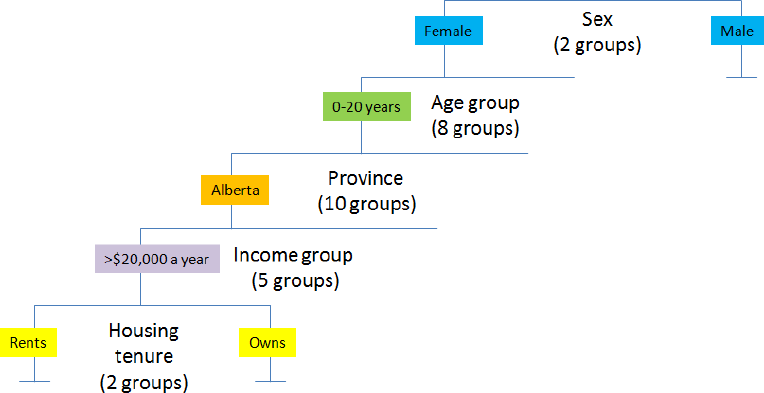 Female
Sex
(2 groups)
Male
0-20 years
Age group
(8 groups)
Alberta
Province
(10 groups)
>$20,000 a year
Income group
(5 groups)
Rents
Housing
tenure
(2 groups)
Owns